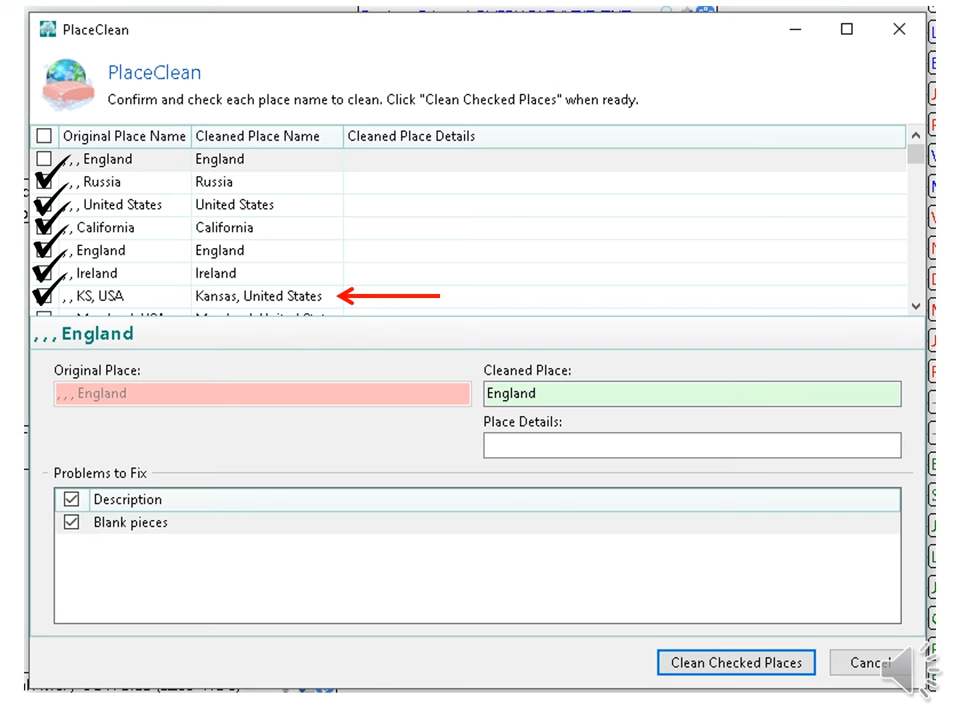 PlaceClean
PlaceClean
Confirm and check each place name to clean. Click "Clean Checked Places" when ready.
Original Place Name Cleaned Place Name Cleaned Place Details
, , , England England
, , Russia Russia
, , United States United States
, California California
, England England
, Ireland Ireland
, , KS, USA Kansas, United States
, , , England
Original Place: Cleaned Place:
, , , England England
Place Details:
Problems to Fix
Description
Blank pieces
Clean Checked Places Cancel